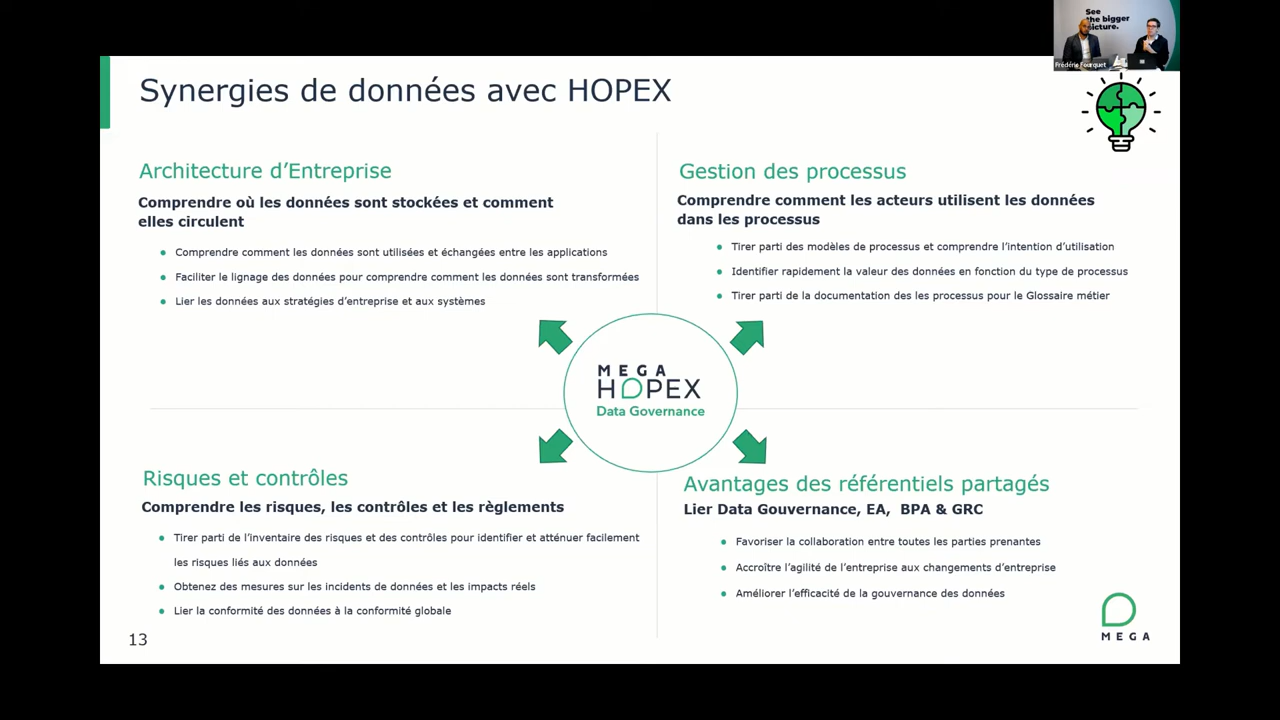 See
the bigger
picture.
Frédéric Fourquet
Synergies de données avec HOPEX
Architecture d’Entreprise
Comprendre où les données sont stockées et comment
elles circulent
Comprendre comment les données sont utilisées et échangées entre les applications
Faciliter le lignage des données pour comprendre comment les données sont transformées
Lier les données aux stratégies d’entreprise et aux systèmes
Gestion des processus
Comprendre comment les acteurs utilisent les données
dans les processus
Tirer parti des modèles de processus et comprendre l’intention d’utilisation
Identifier rapidement la valeur des données en fonction du type de processus
Tirer parti de la documentation des les processus pour le Glossaire métier
MEGA
HOPEX
Data Governance
Risques et contrôles
Comprendre les risques, les contrôles et les règlements
Tirer parti de l’inventaire des risques et des contrôles pour identifier et atténuer facilement
les risques liés aux données
Obtenez des mesures sur les incidents de données et les impacts réels
Lier la conformité des données à la conformité globale
Avantages des référentiels partagés
Lier Data Gouvernance, EA, BPA & GRC
Favoriser la collaboration entre toutes les parties prenantes
Accroître l’agilité de l’entreprise aux changements d’entreprise
Améliorer l’efficacité de la gouvernance des données
13
MEGA